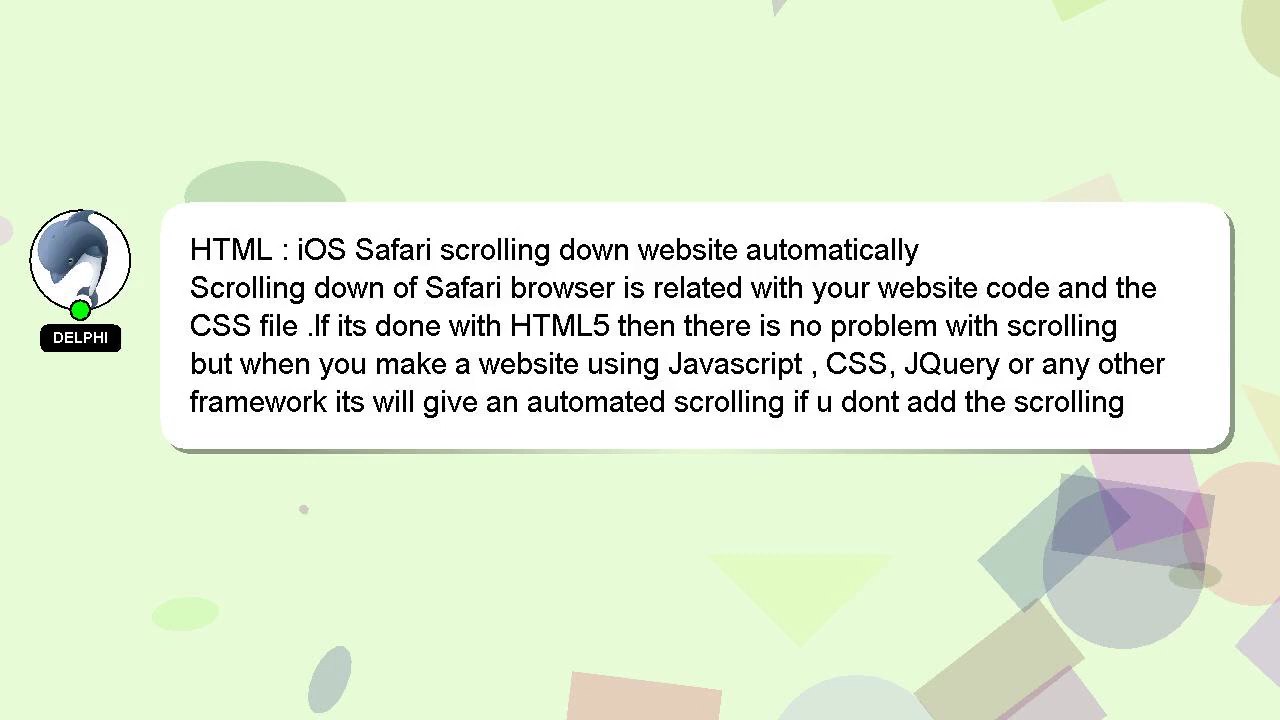 HTML : iOS Safari scrolling down website automatically
Scrolling down of Safari browser is related with your website code and the
CSS file .If its done with HTML5 then there is no problem with scrolling
but when you make a website using Javascript , CSS, JQuery or any other
framework its will give an automated scrolling if u dont add the scrolling
DELPHI